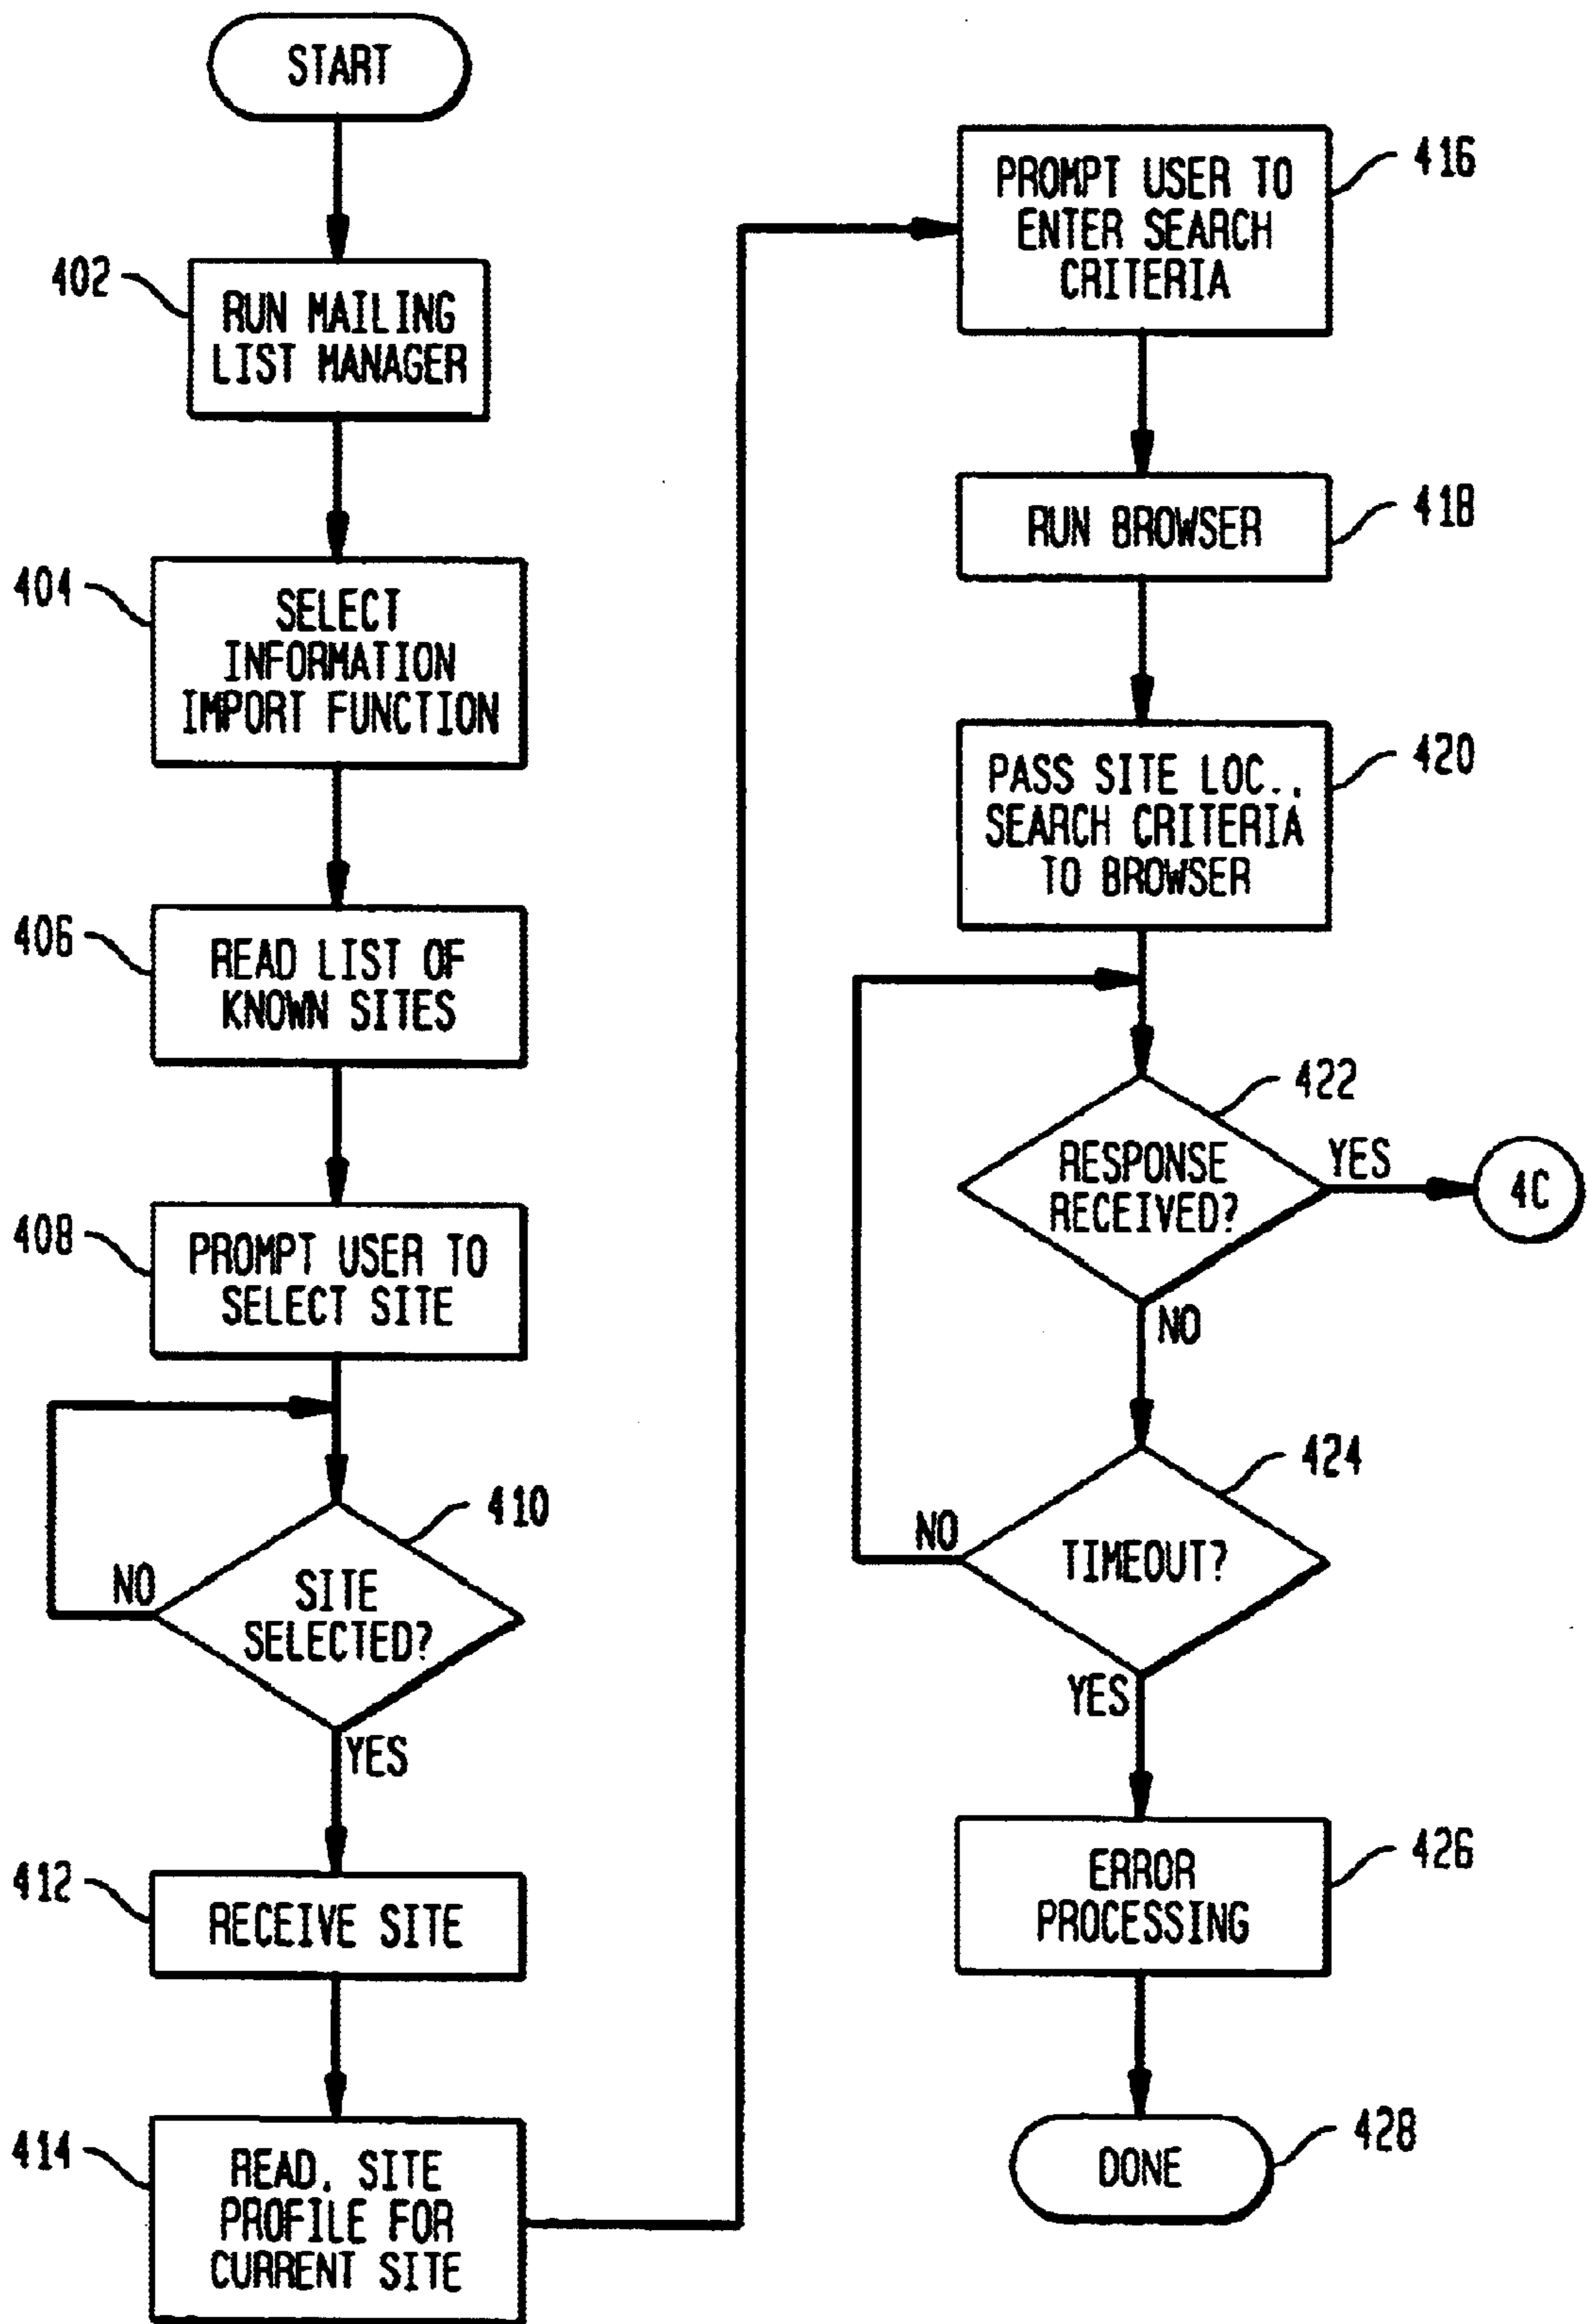 START
402
RUN MAILING
LIST MANAGER
404
SELECT
INFORMATION
IMPORT FUNCTION
406
READ LIST OF
KNOWN SITES
408
PROMPT USER TO
SELECT SITE
410
NO
SITE
SELECTED?
YES
412
RECEIVE SITE
414
READ. SITE
PROFILE FOR
CURRENT SITE
416
PROMPT USER TO
ENTER SEARCH
CRITERIA
418
RUN BROWSER
420
PASS SITE LOC.,
SEARCH CRITERIA
TO BROWSER
422
RESPONSE
RECEIVED?
YES
4C
NO
424
NO
TIMEOUT?
YES
426
ERROR
PROCESSING
428
DONE